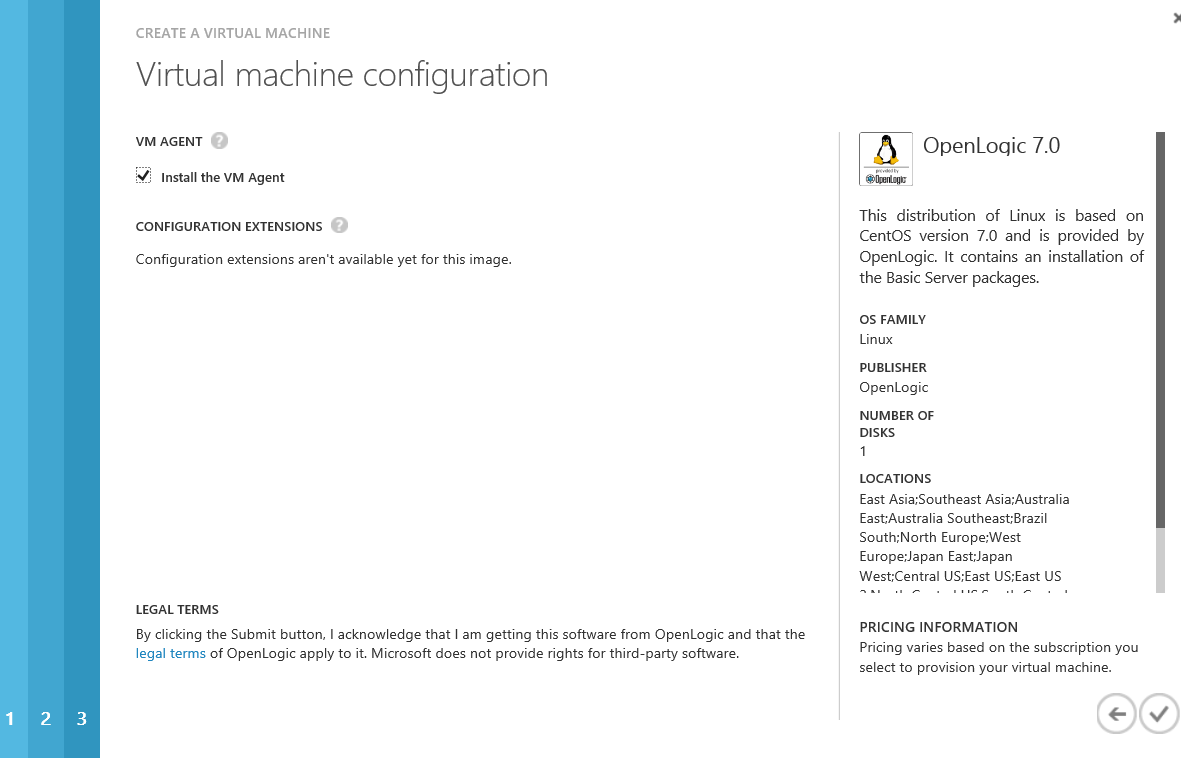 CREATE A VIRTUAL MACHINE
Virtual machine configuration
VM AGENT ?
Install the VM Agent
CONFIGURATION EXTENSIONS ?
Configuration extensions aren't available yet for this image.
LEGAL TERMS
By clicking the Submit button, I acknowledge that I am getting this software from OpenLogic and that the
legal terms of OpenLogic apply to it. Microsoft does not provide rights for third-party software.
1 2 3
provided by
OpenLogic
OpenLogic 7.0
This distribution of Linux is based on
CentOS version 7.0 and is provided by
OpenLogic. It contains an installation of
the Basic Server packages.
OS FAMILY
Linux
PUBLISHER
OpenLogic
NUMBER OF
DISKS
1
LOCATIONS
East Asia;Southeast Asia;Australia
East;Australia Southeast;Brazil
South;North Europe;West
Europe;Japan East;Japan
West;Central US;East US;East US
PRICING INFORMATION
Pricing varies based on the subscription you
select to provision your virtual machine.